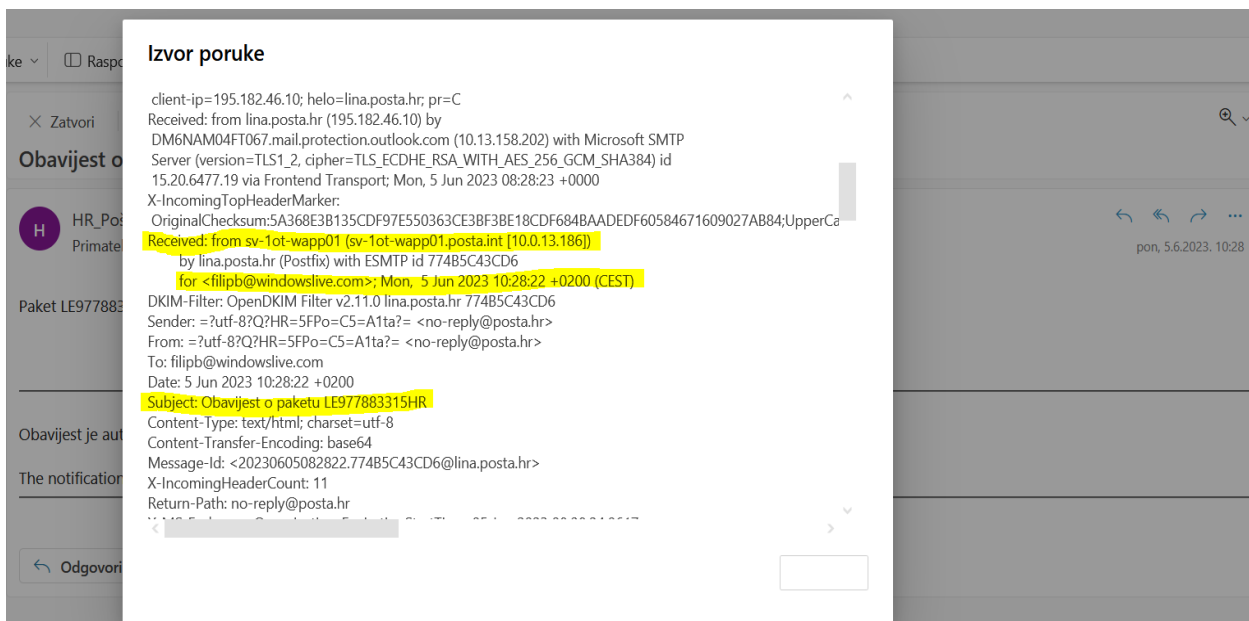 ke
Raspo
Zatvori
Obavijest o
H
HR_Poš
Primatel
pon, 5.6.2023. 10:28
Paket LE977883
Obavijest je aut
The notification
Odgovori
Izvor poruke
client-ip=195.182.46.10; helo=lina.posta.hr; pr=C
Received: from lina.posta.hr (195.182.46.10) by
DM6NAM04FT067.mail.protection.outlook.com (10.13.158.202) with Microsoft SMTP
Server (version=TLS1_2, cipher=TLS_ECDHE_RSA_WITH_AES_256_GCM_SHA384) id
15.20.6477.19 via Frontend Transport; Mon, 5 Jun 2023 08:28:23 +0000
X-IncomingTopHeaderMarker:
OriginalChecksum:5A368E3B135CDF97E550363CE3BF3BE18CDF684BAADEDF60584671609027AB84;UpperCa
Received: from sv-1ot-wapp01 (sv-1ot-wapp01.posta.int [10.0.13.186])
by lina.posta.hr (Postfix) with ESMTP id 774B5C43CD6
for <filipb@windowslive.com>; Mon, 5 Jun 2023 10:28:22 +0200 (CEST)
DKIM-Filter: OpenDKIM Filter v2.11.0 lina.posta.hr 774B5C43CD6
Sender: =?utf-8?Q?HR=5FPo=C5=A1ta?= <no-reply@posta.hr>
From: =?utf-8?Q?HR=5FPo=C5=A1ta?= <no-reply@posta.hr>
To: filipb@windowslive.com
Date: 5 Jun 2023 10:28:22 +0200
Subject: Obavijest o paketu LE977883315HR
Content-Type: text/html; charset=utf-8
Content-Transfer-Encoding: base64
Message-Id: <20230605082822.774B5C43CD6@lina.posta.hr>
X-IncomingHeaderCount: 11
Return-Path: no-reply@posta.hr